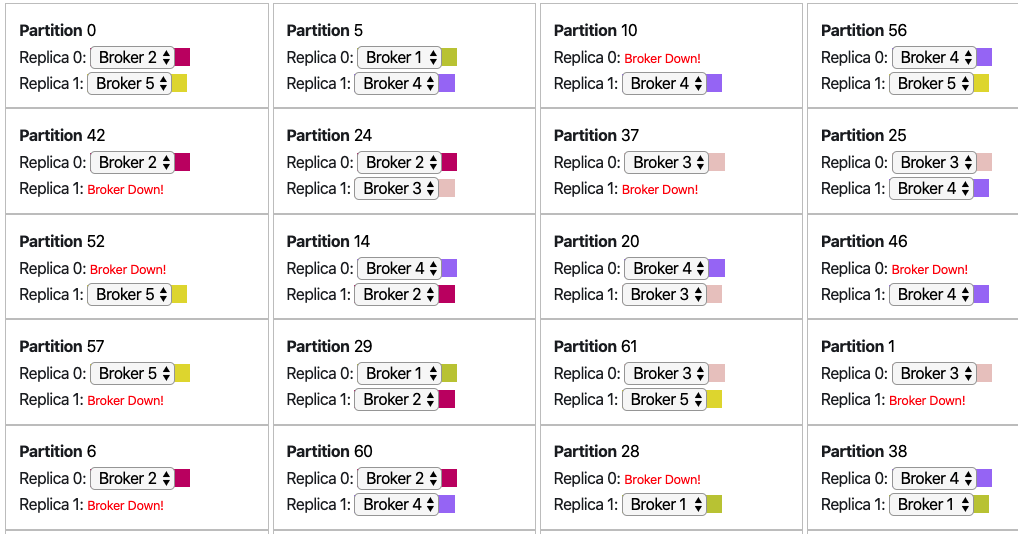 Partition 0
Replica 0: Broker 2
Replica 1: Broker 5
Partition 5
Replica 0: Broker 1
Replica 1: Broker 4
Partition 10
Replica 0: Broker Down!
Replica 1: Broker 4
Partition 56
Replica 0: Broker 4
Replica 1: Broker 5
Partition 42
Replica 0: Broker 2
Replica 1: Broker Down!
Partition 24
Replica 0: Broker 2
Replica 1: Broker 3
Partition 37
Replica 0: Broker 3
Replica 1: Broker Down!
Partition 25
Replica 0: Broker 3
Replica 1: Broker 4
Partition 52
Replica 0: Broker Down!
Replica 1: Broker 5
Partition 14
Replica 0: Broker 4
Replica 1: Broker 2
Partition 20
Replica 0: Broker 4
Replica 1: Broker 3
Partition 46
Replica 0: Broker Down!
Replica 1: Broker 4
Partition 57
Replica 0: Broker 5
Replica 1: Broker Down!
Partition 29
Replica 0: Broker 1
Replica 1: Broker 2
Partition 61
Replica 0: Broker 3
Replica 1: Broker 5
Partition 1
Replica 0: Broker 3
Replica 1: Broker Down!
Partition 6
Replica 0: Broker 2
Replica 1: Broker Down!
Partition 60
Replica 0: Broker 2
Replica 1: Broker 4
Partition 28
Replica 0: Broker Down!
Replica 1: Broker 1
Partition 38
Replica 0: Broker 4
Replica 1: Broker 1